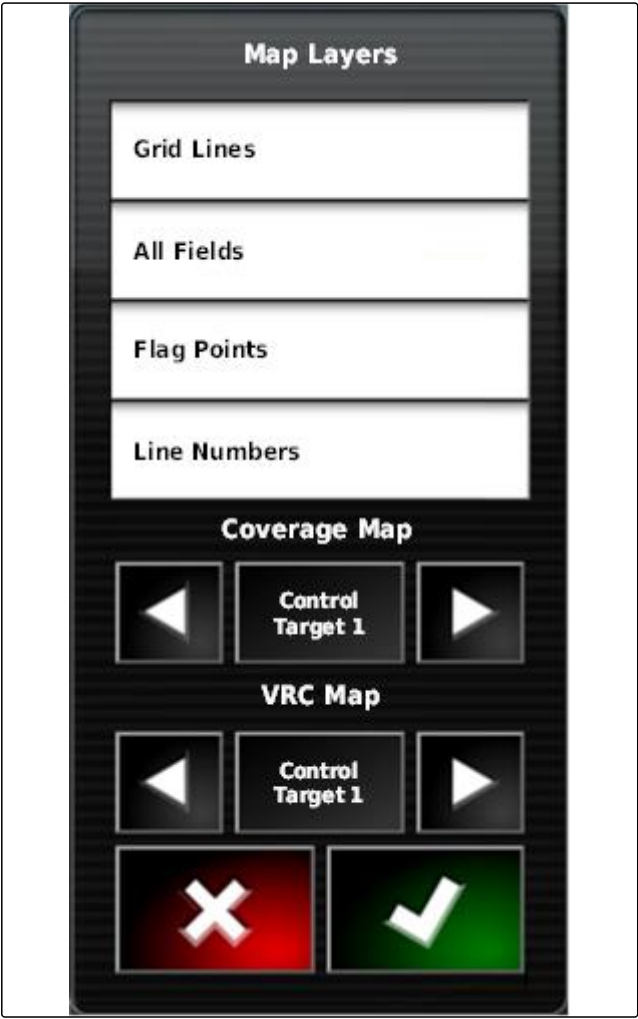 Map Layers
Grid Lines
All Fields
Flag Points
Line Numbers
Coverage Map
Control
Target 1
VRC Map
Control
Target 1